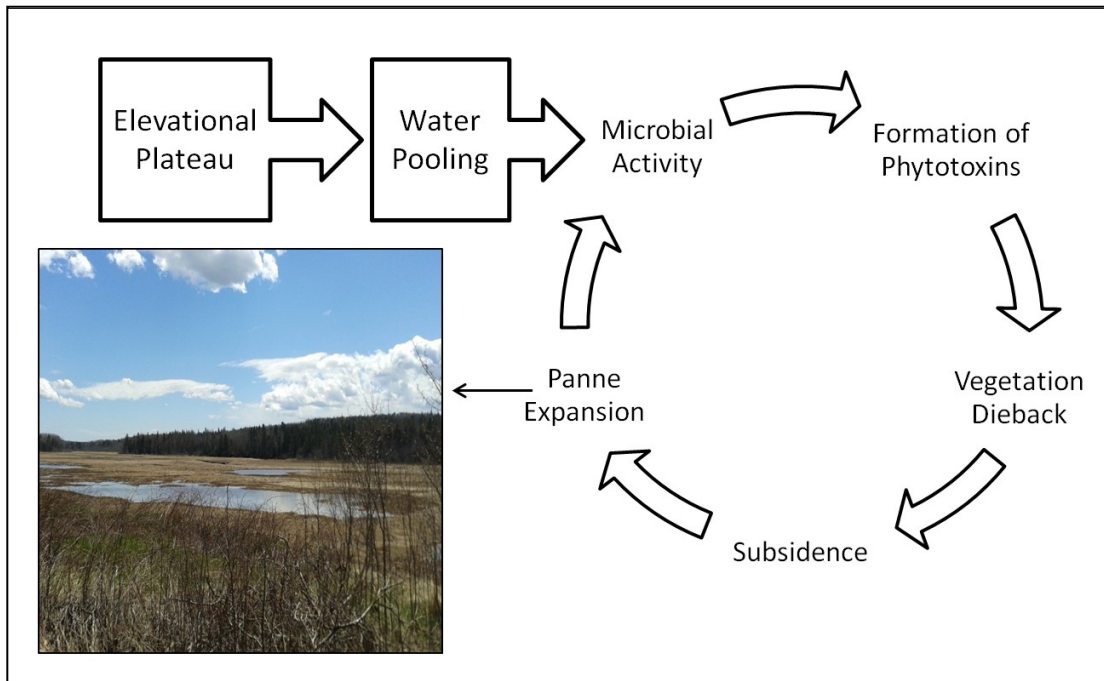 Elevational
Plateau
Water
Pooling
Microbial
Activity
Formation of
Phytotoxins
Vegetation
Dieback
Subsidence
Panne
Expansion